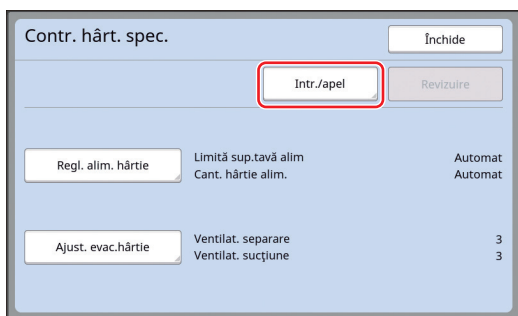 Contr. hârt. spec.
Închide
Intr./apel
Revizuire
Regl. alim. hârtie
Limită sup.tavă alim Automat
Cant. hârtie alim. Automat
Ajust. evac.hârtie
Ventilat. separare 3
Ventilat. sucţiune 3